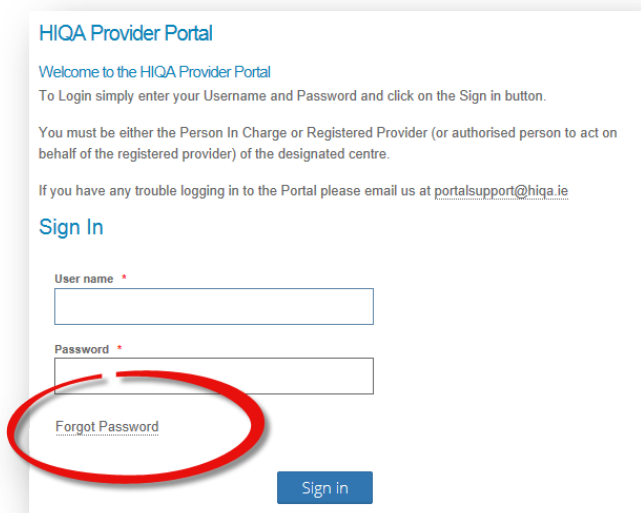 HIQA Provider Portal
Welcome to the HIQA Provider Portal
To Login simply enter your Username and Password and click on the Sign in button.
You must be either the Person In Charge or Registered Provider (or authorised person to act on
behalf of the registered provider) of the designated centre.
If you have any trouble logging in to the Portal please email us at portalsupport@hiqa.ie
Sign In
User name *
Password *
Forgot Password
Sign in